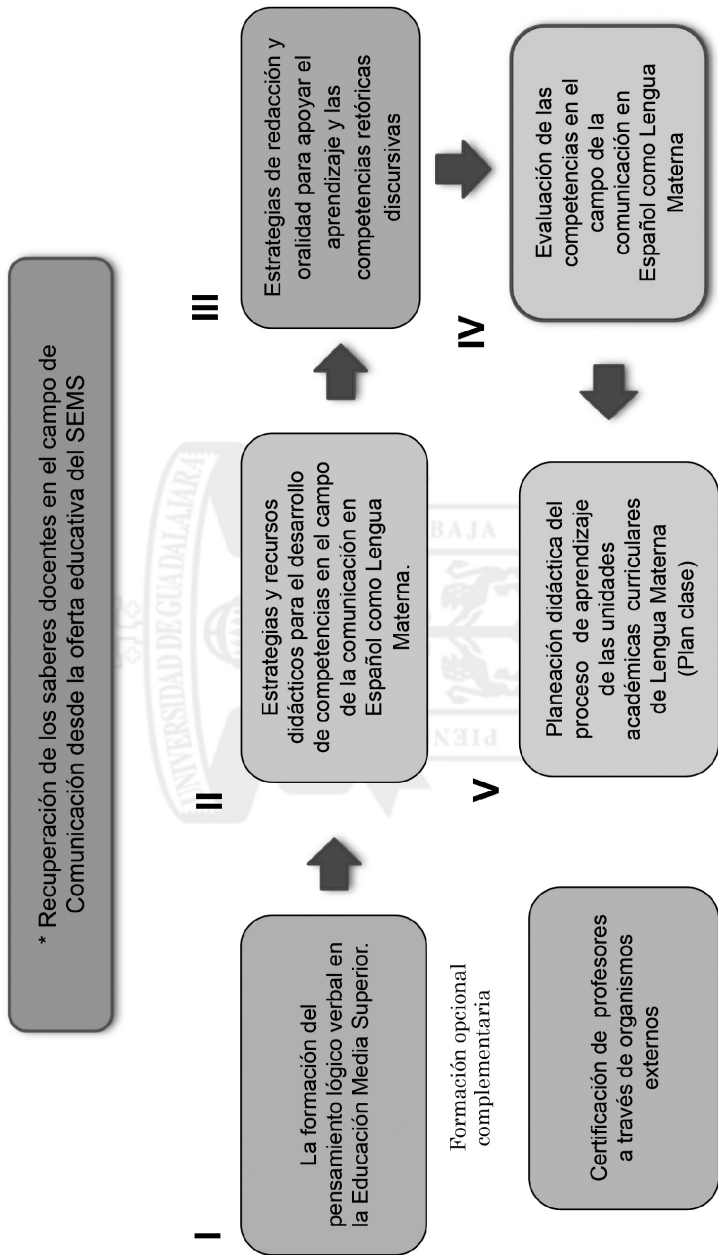 * Recuperación de los saberes docentes en el campo de
Comunicación desde la oferta educativa del SEMS
I
La formación del
pensamiento lógico verbal en
la Educación Media Superior.
II
Estrategias y recursos
didácticos para el desarrollo
de competencias en el campo
de la comunicación en
Español como Lengua
Materna.
III
Estrategias de redacción y
oralidad para apoyar el
aprendizaje y las
competencias retóricas
discursivas
IV
Evaluación de las
competencias en el
campo de la
comunicación en
Español como Lengua
Materna
V
Planeación didáctica del
proceso de aprendizaje
de las unidades
académicas curriculares
de Lengua Materna
(Plan clase)
Formación opcional
complementaria
Certificación de profesores
a través de organismos
externos
UNIVERSIDAD DE GUADALAJARA
PIEN
BAJA